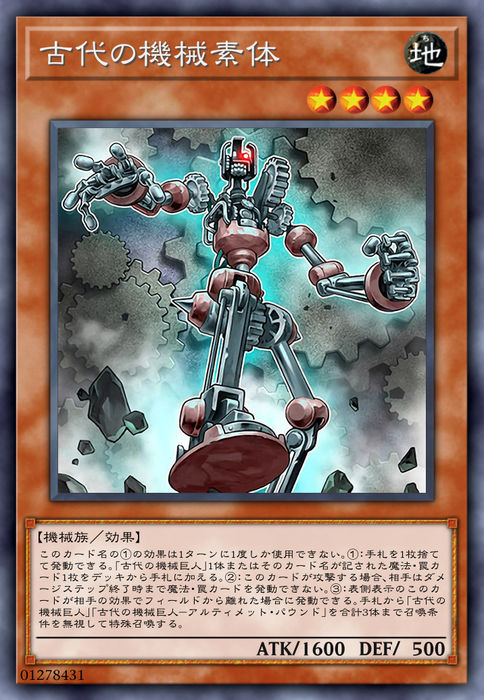 古代の機械素体
地
ち
【機械族／効果】
このカード名の①の効果は1ターンに1度しか使用できない。①：手札を1枚捨て
て発動できる。「古代の機械巨人」1体またはそのカード名が記された魔法・罠カ
ード1枚をデッキから手札に加える。②：このカードが攻撃する場合、相手はダメ
ージステップ終了時まで魔法・罠カードを発動できない。③：表側表示のこのカ
ードが相手の効果でフィールドから離れた場合に発動できる。手札から「古代の
機械巨人」「古代の機械巨人－アルティメット・パウンド」を合計3体まで召喚条
件を無視して特殊召喚する。
ATK/1600 DEF/ 500
01278431